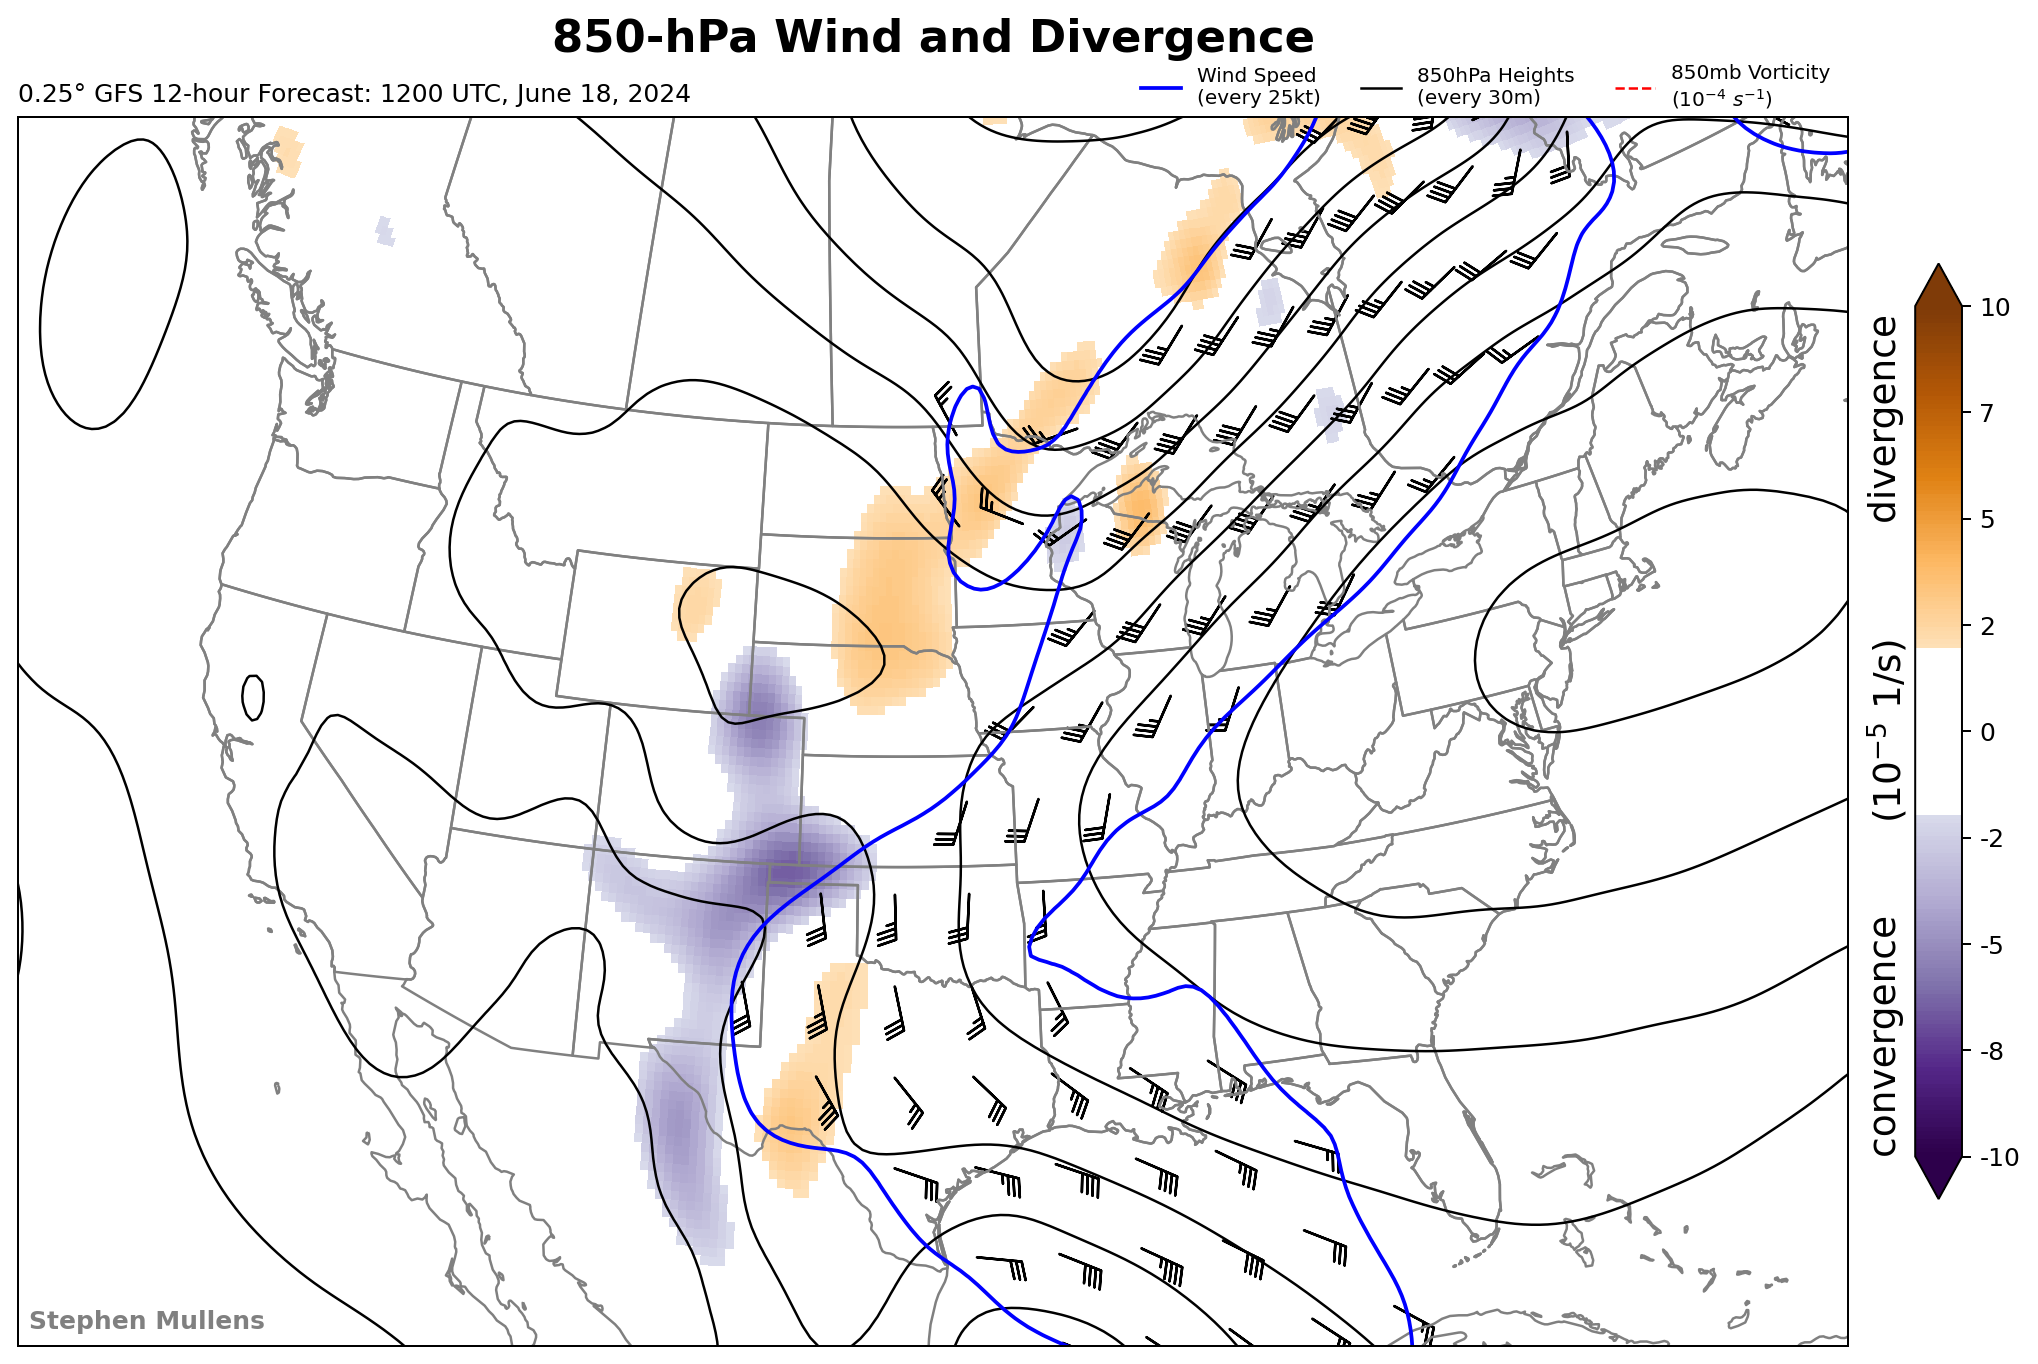 850-hPa Wind and Divergence
0.25° GFS 12-hour Forecast: 1200 UTC, June 18, 2024
Wind Speed
(every 25kt)
850hPa Heights
(every 30m)
850mb Vorticity
(10⁻⁴ s⁻¹)
10
7
5
2
0
-2
-5
-8
-10
convergence (10⁻⁵ 1/s) divergence
Stephen Mullens